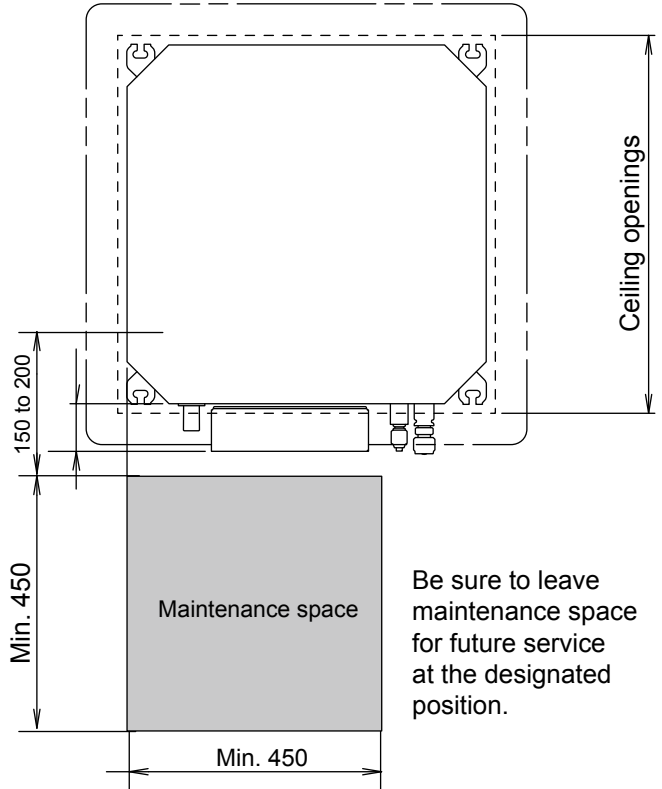 Ceiling openings
150 to 200
Min. 450
Maintenance space
Be sure to leave
maintenance space
for future service
at the designated
position.
Min. 450